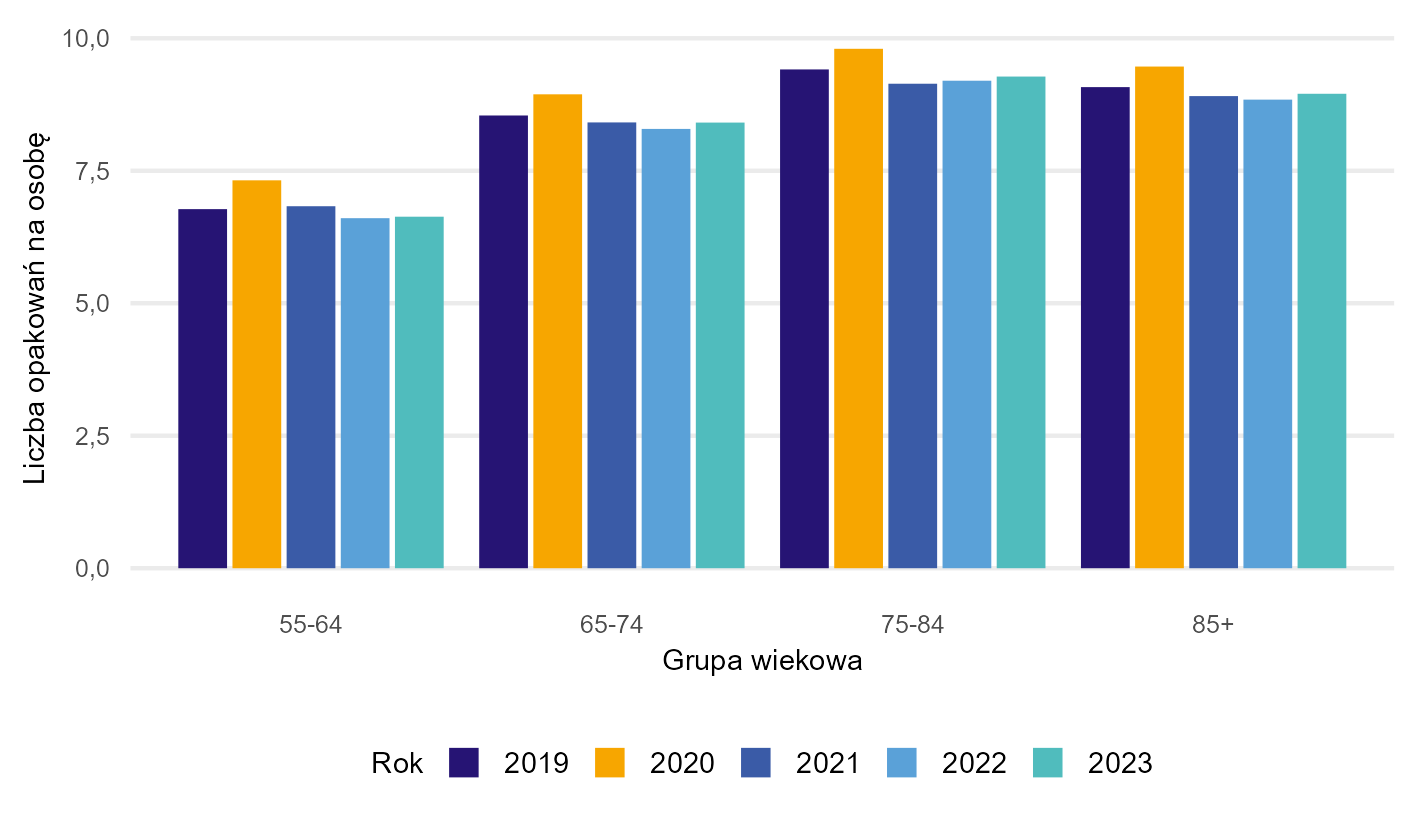 10,0
7,5
5,0
2,5
0,0
Liczba opakowań na osobę
55-64 65-74 75-84 85+
Grupa wiekowa
Rok 2019 2020 2021 2022 2023